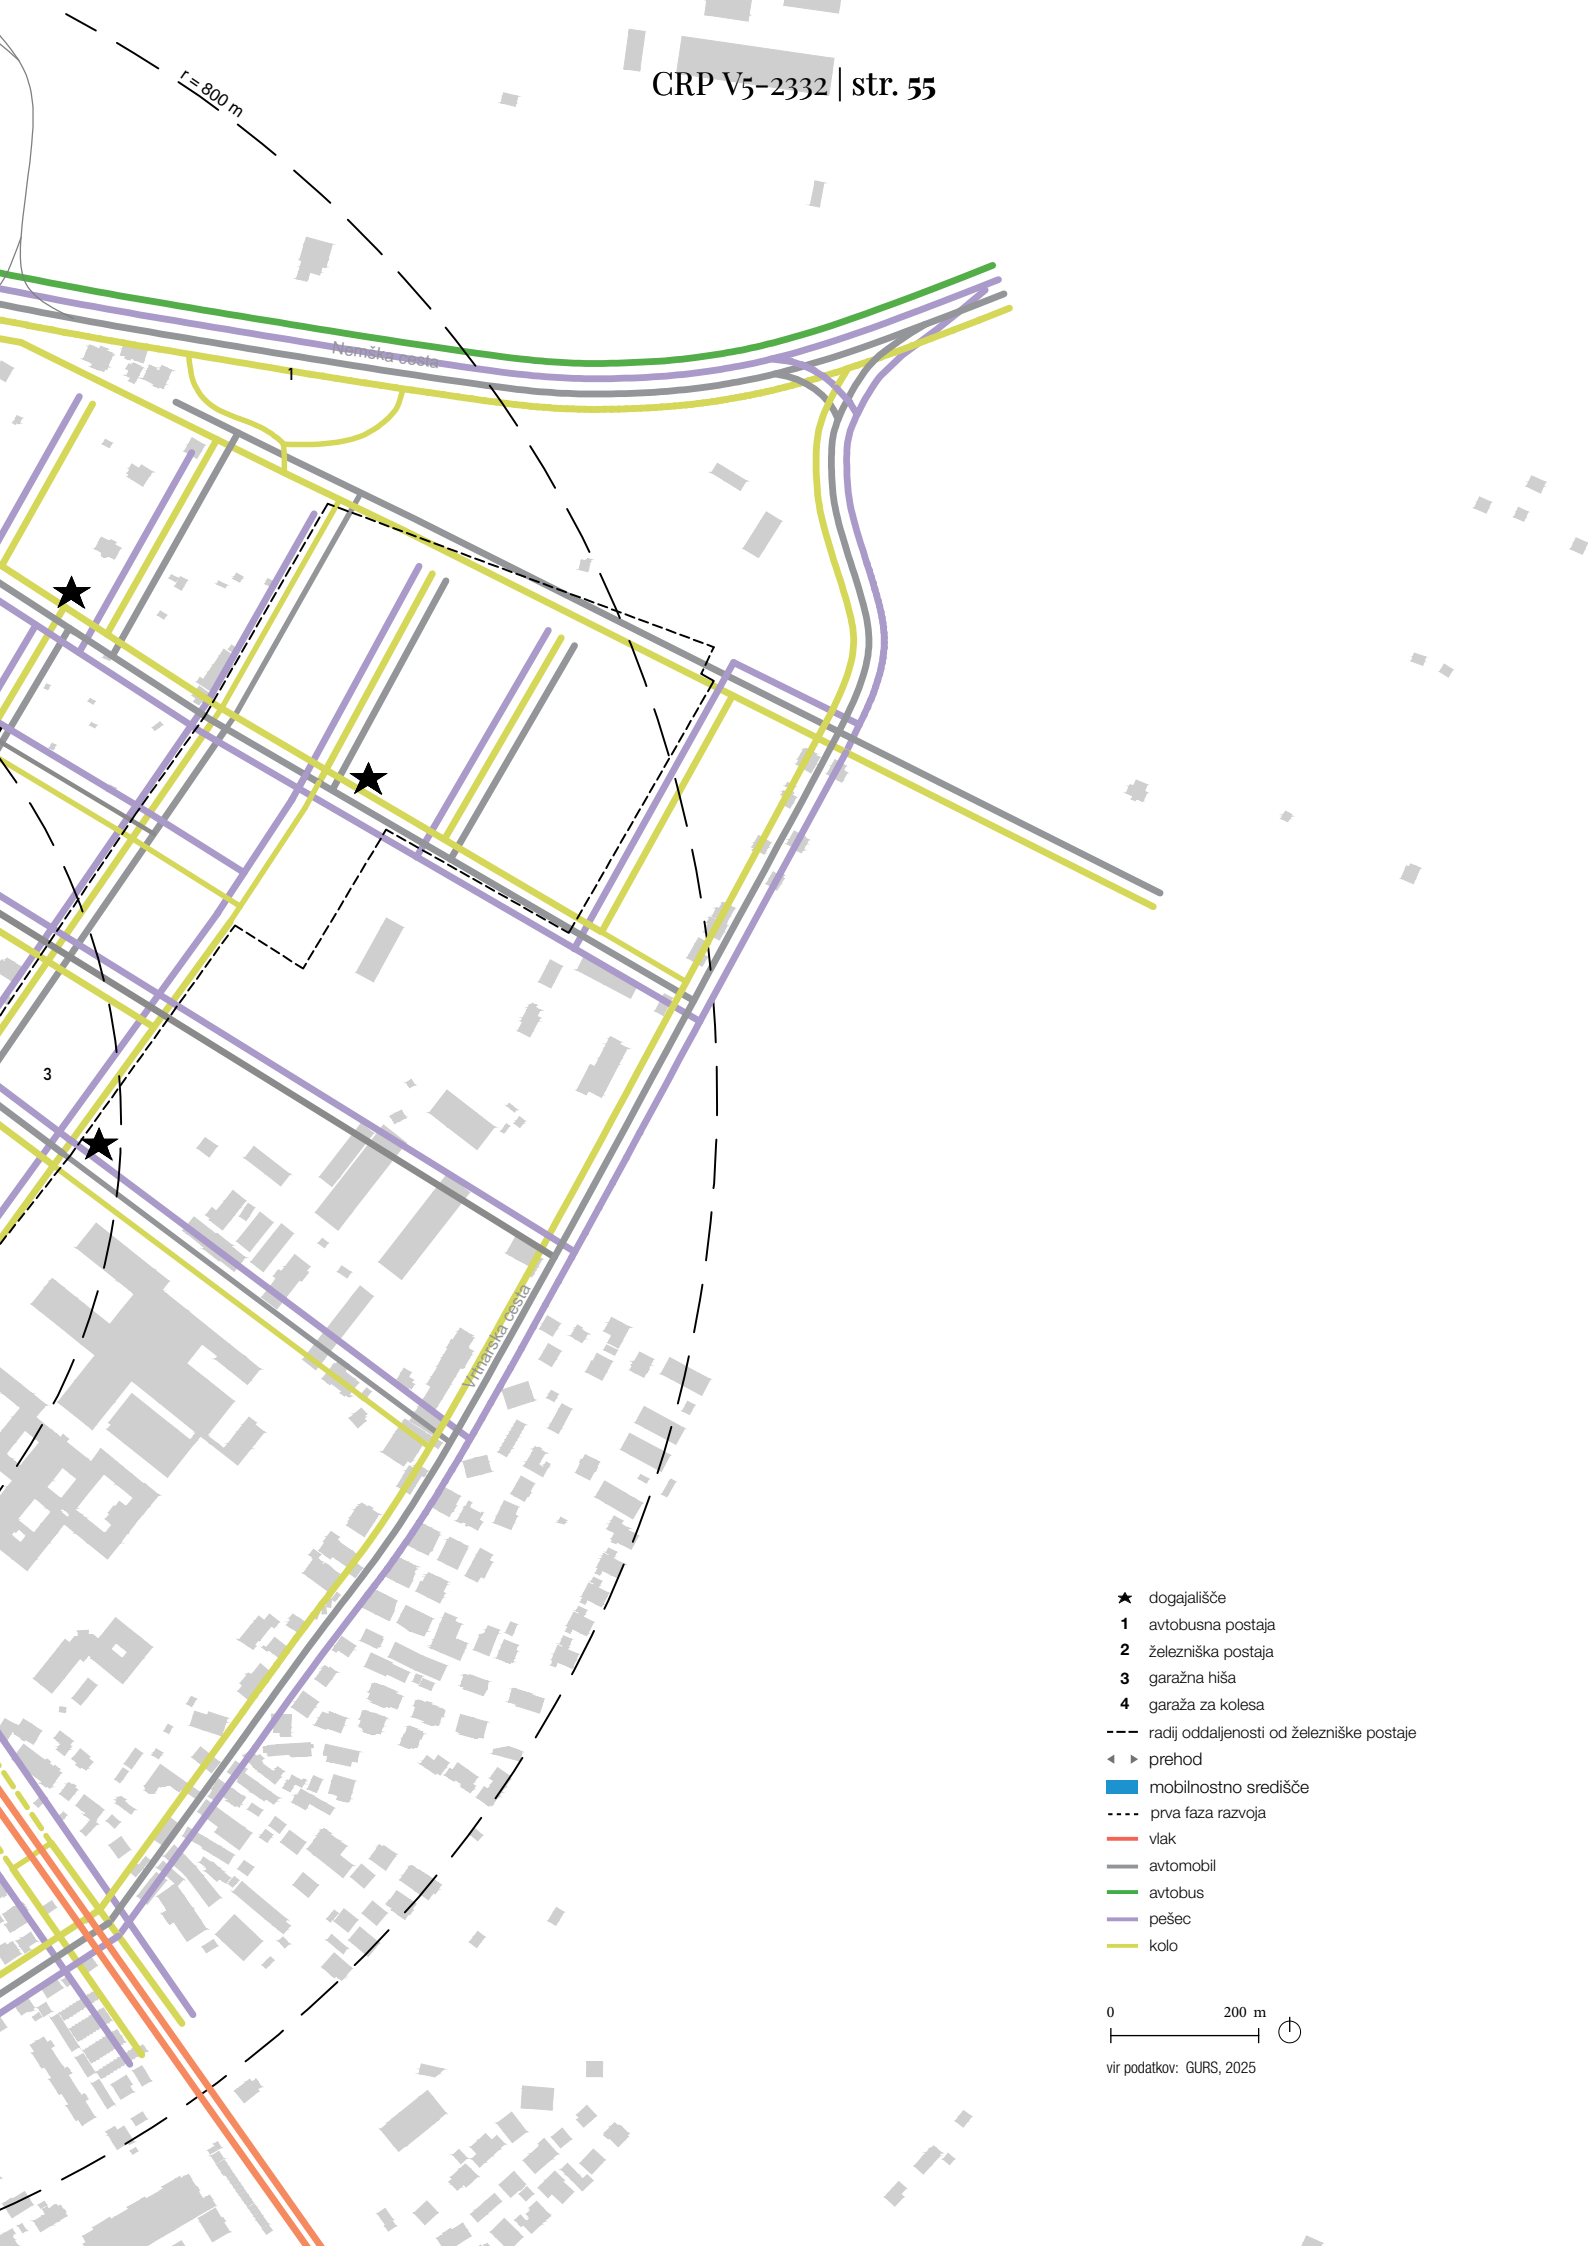 CRP V5-2332 | str. 55
r = 800 m
Nemška cesta
1
3
Vrtnarska cesta
dogajališče
1 avtobusna postaja
2 železniška postaja
3 garažna hiša
4 garaža za kolesa
radij oddaljenosti od železniške postaje
prehod
mobilnostno središče
prva faza razvoja
vlak
avtomobil
avtobus
pešec
kolo
0 200 m
vir podatkov: GURS, 2025